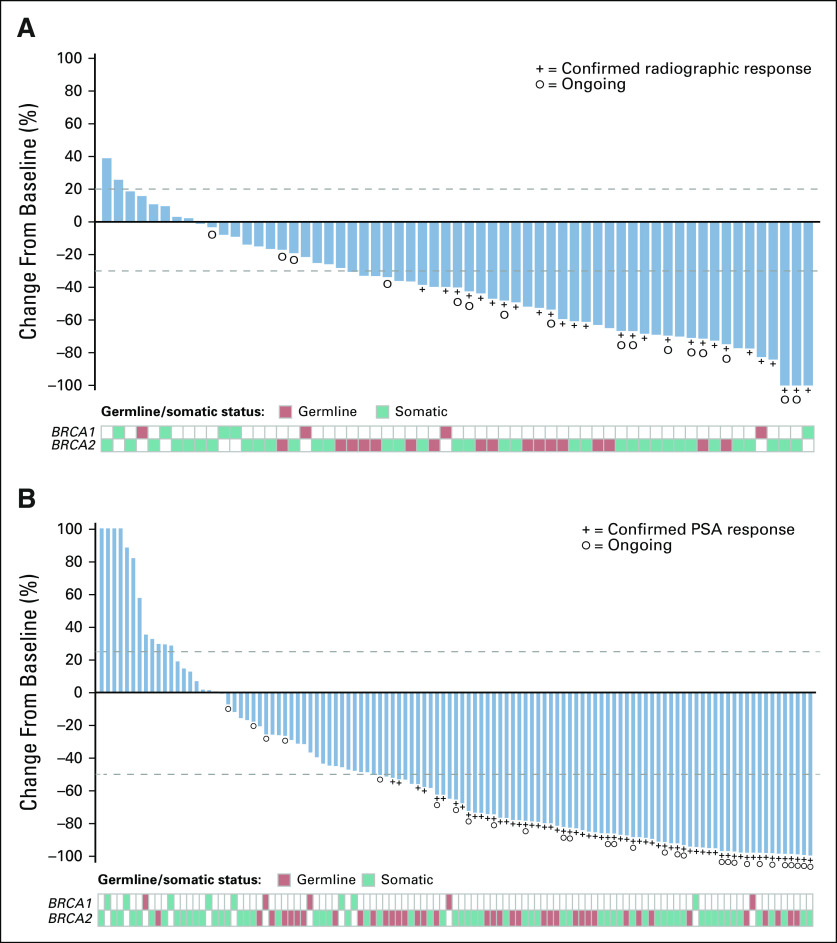 A
Change From Baseline (%)
100
80
60
40
20
0
–20
–40
–60
–80
–100
+ = Confirmed radiographic response
O = Ongoing
Germline/somatic status: Germline Somatic
BRCA1
BRCA2
B
Change From Baseline (%)
100
80
60
40
20
0
–20
–40
–60
–80
–100
+ = Confirmed PSA response
O = Ongoing
Germline/somatic status: Germline Somatic
BRCA1
BRCA2